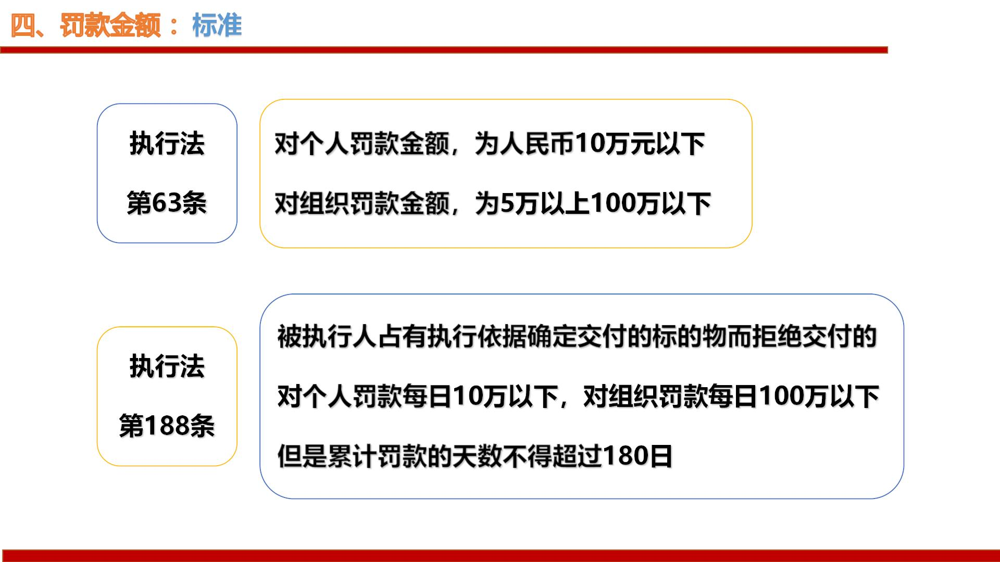 四、罚款金额：标准
执行法
第63条
对个人罚款金额，为人民币10万元以下
对组织罚款金额，为5万以上100万以下
执行法
第188条
被执行人占有执行依据确定交付的标的物而拒绝交付的
对个人罚款每日10万以下，对组织罚款每日100万以下
但是累计罚款的天数不得超过180日